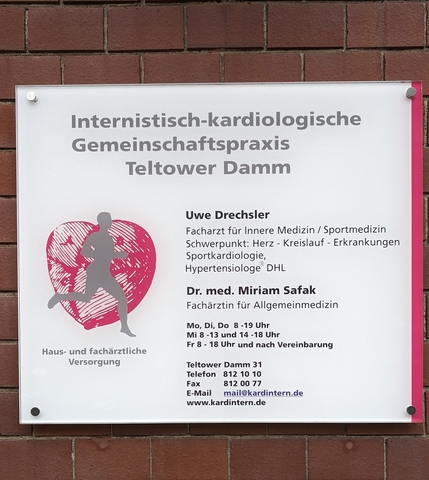 Internistisch-kardiologische
Gemeinschaftspraxis
Teltower Damm
Uwe Drechsler
Facharzt für Innere Medizin / Sportmedizin
Schwerpunkt: Herz - Kreislauf - Erkrankungen
Sportkardiologie,
Hypertensiologe® DHL
Dr. med. Miriam Safak
Fachärztin für Allgemeinmedizin
Mo, Di, Do 8 -19 Uhr
Mi 8 -13 und 14 -18 Uhr
Fr 8 - 18 Uhr und nach Vereinbarung
Haus- und fachärztliche
Versorgung
Teltower Damm 31
Telefon 812 10 10
Fax 812 00 77
E-Mail mail@kardintern.de
www.kardintern.de